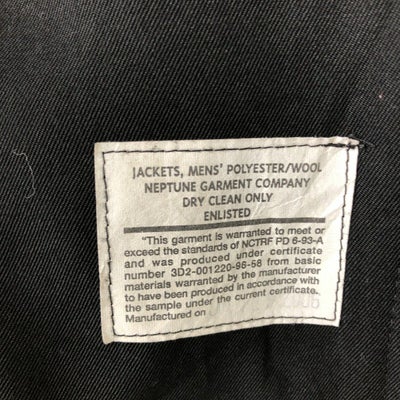 JACKETS, MENS' POLYESTER/WOOL
NEPTUNE GARMENT COMPANY
DRY CLEAN ONLY
ENLISTED
"This garment is warranted to meet or
exceed the standards of NCTRF PD 6-93-A
and was produced under certificate
number 3D2-001220-96-58 from basic
materials warranted by the manufacturer
to have been produced in accordance with
the sample under the current certificate.
Manufactured on